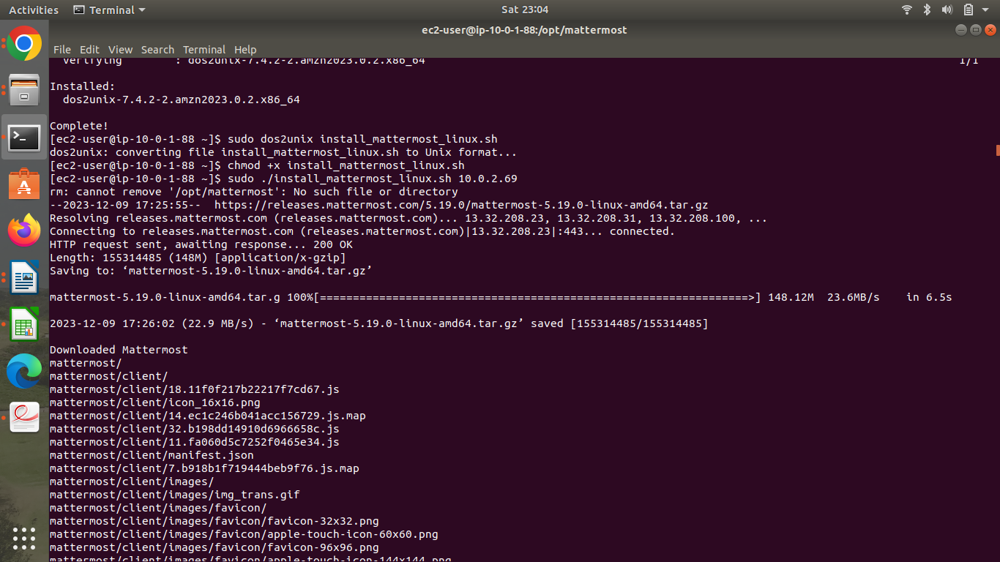 Activities Terminal Sat 23:04
ec2-user@ip-10-0-1-88:/opt/mattermost
File Edit View Search Terminal Help
Verifying : dos2unix-7.4.2-2.amzn2023.0.2.x86_64 1/1
Installed:
dos2unix-7.4.2-2.amzn2023.0.2.x86_64
Complete!
[ec2-user@ip-10-0-1-88 ~]$ sudo dos2unix install_mattermost_linux.sh
dos2unix: converting file install_mattermost_linux.sh to Unix format...
[ec2-user@ip-10-0-1-88 ~]$ chmod +x install_mattermost_linux.sh
[ec2-user@ip-10-0-1-88 ~]$ sudo ./install_mattermost_linux.sh 10.0.2.69
rm: cannot remove '/opt/mattermost': No such file or directory
--2023-12-09 17:25:55-- https://releases.mattermost.com/5.19.0/mattermost-5.19.0-linux-amd64.tar.gz
Resolving releases.mattermost.com (releases.mattermost.com)... 13.32.208.23, 13.32.208.31, 13.32.208.100, ...
Connecting to releases.mattermost.com (releases.mattermost.com)|13.32.208.23|:443... connected.
HTTP request sent, awaiting response... 200 OK
Length: 155314485 (148M) [application/x-gzip]
Saving to: ‘mattermost-5.19.0-linux-amd64.tar.gz’
mattermost-5.19.0-linux-amd64.tar.g 100%[=================================================================>] 148.12M 23.6MB/s in 6.5s
2023-12-09 17:26:02 (22.9 MB/s) - ‘mattermost-5.19.0-linux-amd64.tar.gz’ saved [155314485/155314485]
Downloaded Mattermost
mattermost/
mattermost/client/
mattermost/client/18.11f0f217b22217f7cd67.js
mattermost/client/icon_16x16.png
mattermost/client/14.ec1c246b041acc156729.js.map
mattermost/client/32.b198dd14910d6966658c.js
mattermost/client/11.fa060d5c7252f0465e34.js
mattermost/client/manifest.json
mattermost/client/7.b918b1f719444beb9f76.js.map
mattermost/client/images/
mattermost/client/images/img_trans.gif
mattermost/client/images/favicon/
mattermost/client/images/favicon/favicon-32x32.png
mattermost/client/images/favicon/apple-touch-icon-60x60.png
mattermost/client/images/favicon/favicon-96x96.png
mattermost/client/images/favicon/apple-touch-icon-144x144.png